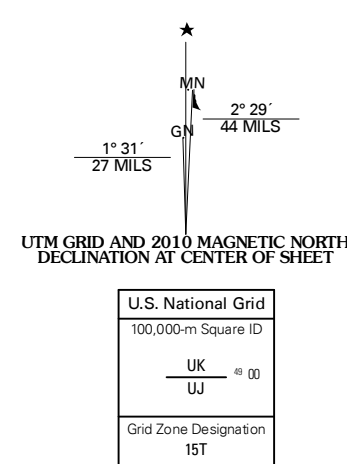 MN
2° 29´
44 MILS
GN
1° 31´
27 MILS
UTM GRID AND 2010 MAGNETIC NORTH
DECLINATION AT CENTER OF SHEET
U.S. National Grid
100,000-m Square ID
UK
49 00
UJ
Grid Zone Designation
15T